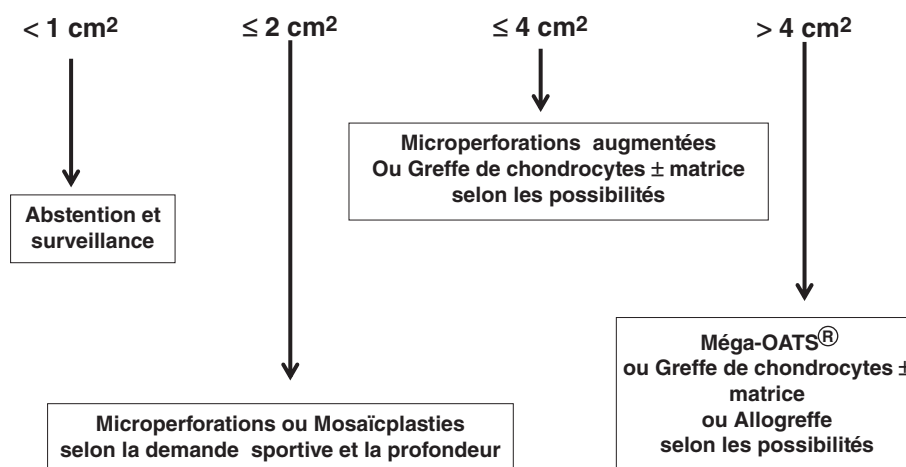 < 1 cm²
≤ 2 cm²
≤ 4 cm²
> 4 cm²
Abstention et
surveillance
Microperforations ou Mosaïcplasties
selon la demande sportive et la profondeur
Microperforations augmentées
Ou Greffe de chondrocytes ± matrice
selon les possibilités
Méga-OATS®
ou Greffe de chondrocytes ±
matrice
ou Allogreffe
selon les possibilités